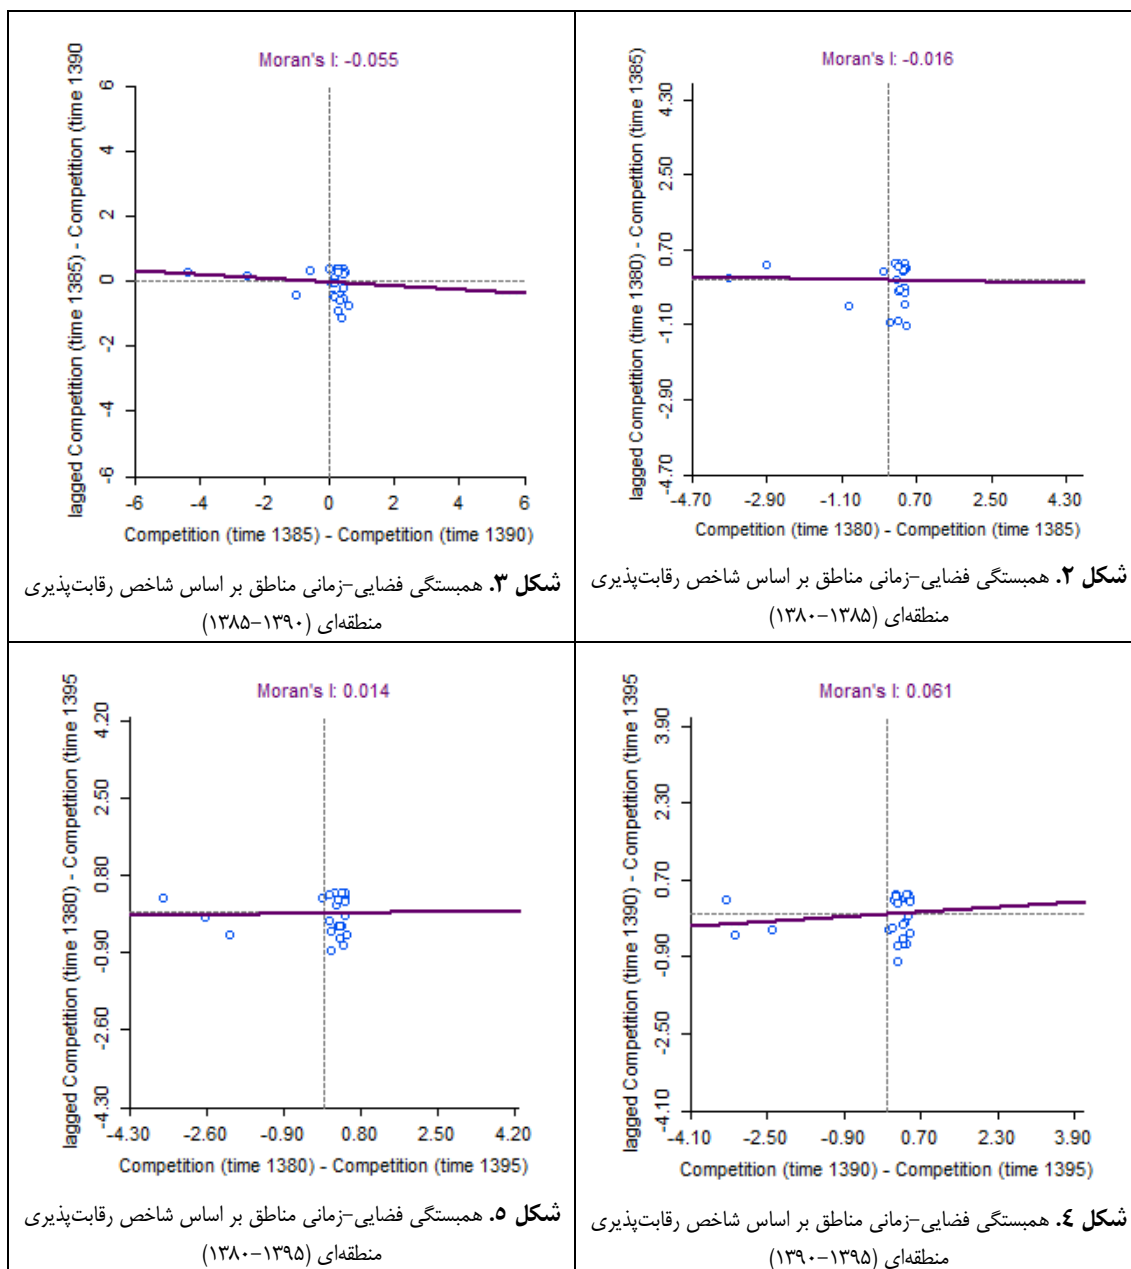 Moran's I: -0.016
lagged Competition (time 1380) - Competition (time 1385)
4.30
2.50
0.70
-1.10
-2.90
-4.70
-4.70 -2.90 -1.10 0.70 2.50 4.30
Competition (time 1380) - Competition (time 1385)
شکل ۲. همبستگی فضایی-زمانی مناطق بر اساس شاخص رقابت‌پذیری
منطقه‌ای (۱۳۸۰-۱۳۸۵)
Moran's I: -0.055
lagged Competition (time 1385) - Competition (time 1390
6
4
2
0
-2
-4
-6
-6 -4 -2 0 2 4 6
Competition (time 1385) - Competition (time 1390)
شکل ۳. همبستگی فضایی-زمانی مناطق بر اساس شاخص رقابت‌پذیری
منطقه‌ای (۱۳۸۵-۱۳۹۰)
Moran's I: 0.061
lagged Competition (time 1390) - Competition (time 1395
3.90
2.30
0.70
-0.90
-2.50
-4.10
-4.10 -2.50 -0.90 0.70 2.30 3.90
Competition (time 1390) - Competition (time 1395)
شکل ٤. همبستگی فضایی-زمانی مناطق بر اساس شاخص رقابت‌پذیری
منطقه‌ای (۱۳۹۰-۱۳۹۵)
Moran's I: 0.014
lagged Competition (time 1380) - Competition (time 1395
4.20
2.50
0.80
-0.90
-2.60
-4.30
-4.30 -2.60 -0.90 0.80 2.50 4.20
Competition (time 1380) - Competition (time 1395)
شکل ۵. همبستگی فضایی-زمانی مناطق بر اساس شاخص رقابت‌پذیری
منطقه‌ای (۱۳۸۰-۱۳۹۵)